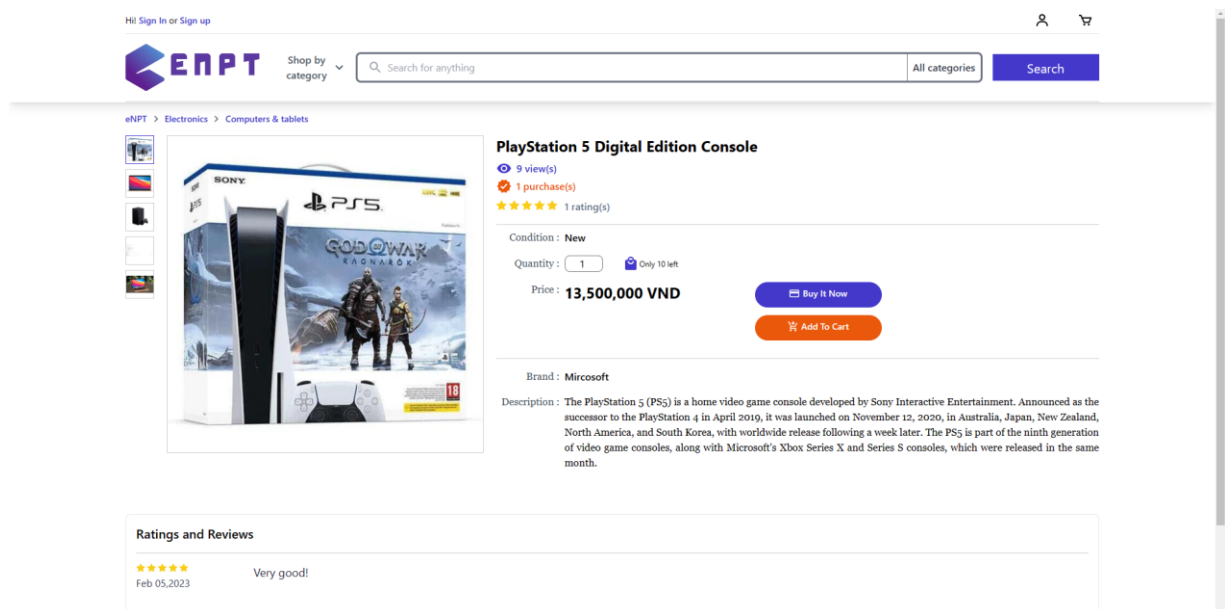 Hi! Sign In or Sign up
ENPT
Shop by
category
Search for anything
All categories
Search
eNPT > Electronics > Computers & tablets
SONY
PS5
GOD OF WAR
RAGNARÖK
18
PlayStation 5 Digital Edition Console
9 view(s)
1 purchase(s)
1 rating(s)
Condition : New
Quantity : 1 Only 10 left
Price : 13,500,000 VND
Buy It Now
Add To Cart
Brand : Mircosoft
Description : The PlayStation 5 (PS5) is a home video game console developed by Sony Interactive Entertainment. Announced as the
successor to the PlayStation 4 in April 2019, it was launched on November 12, 2020, in Australia, Japan, New Zealand,
North America, and South Korea, with worldwide release following a week later. The PS5 is part of the ninth generation
of video game consoles, along with Microsoft's Xbox Series X and Series S consoles, which were released in the same
month.
Ratings and Reviews
Feb 05,2023
Very good!